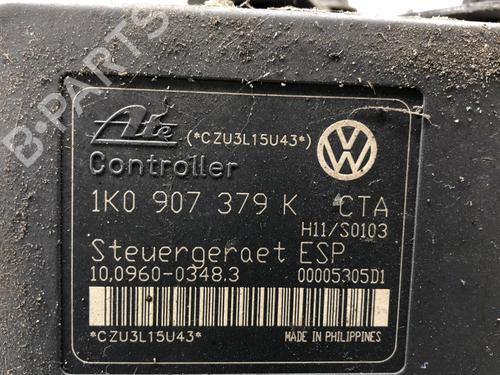 B-PARTS
Ate (*CZU3L15U43*)
Controller
1K0 907 379 K CTA
H11/S0103
Steuergeraet ESP
10.0960-0348.3 00005305D1
*CZU3L15U43* MADE IN PHILIPPINES